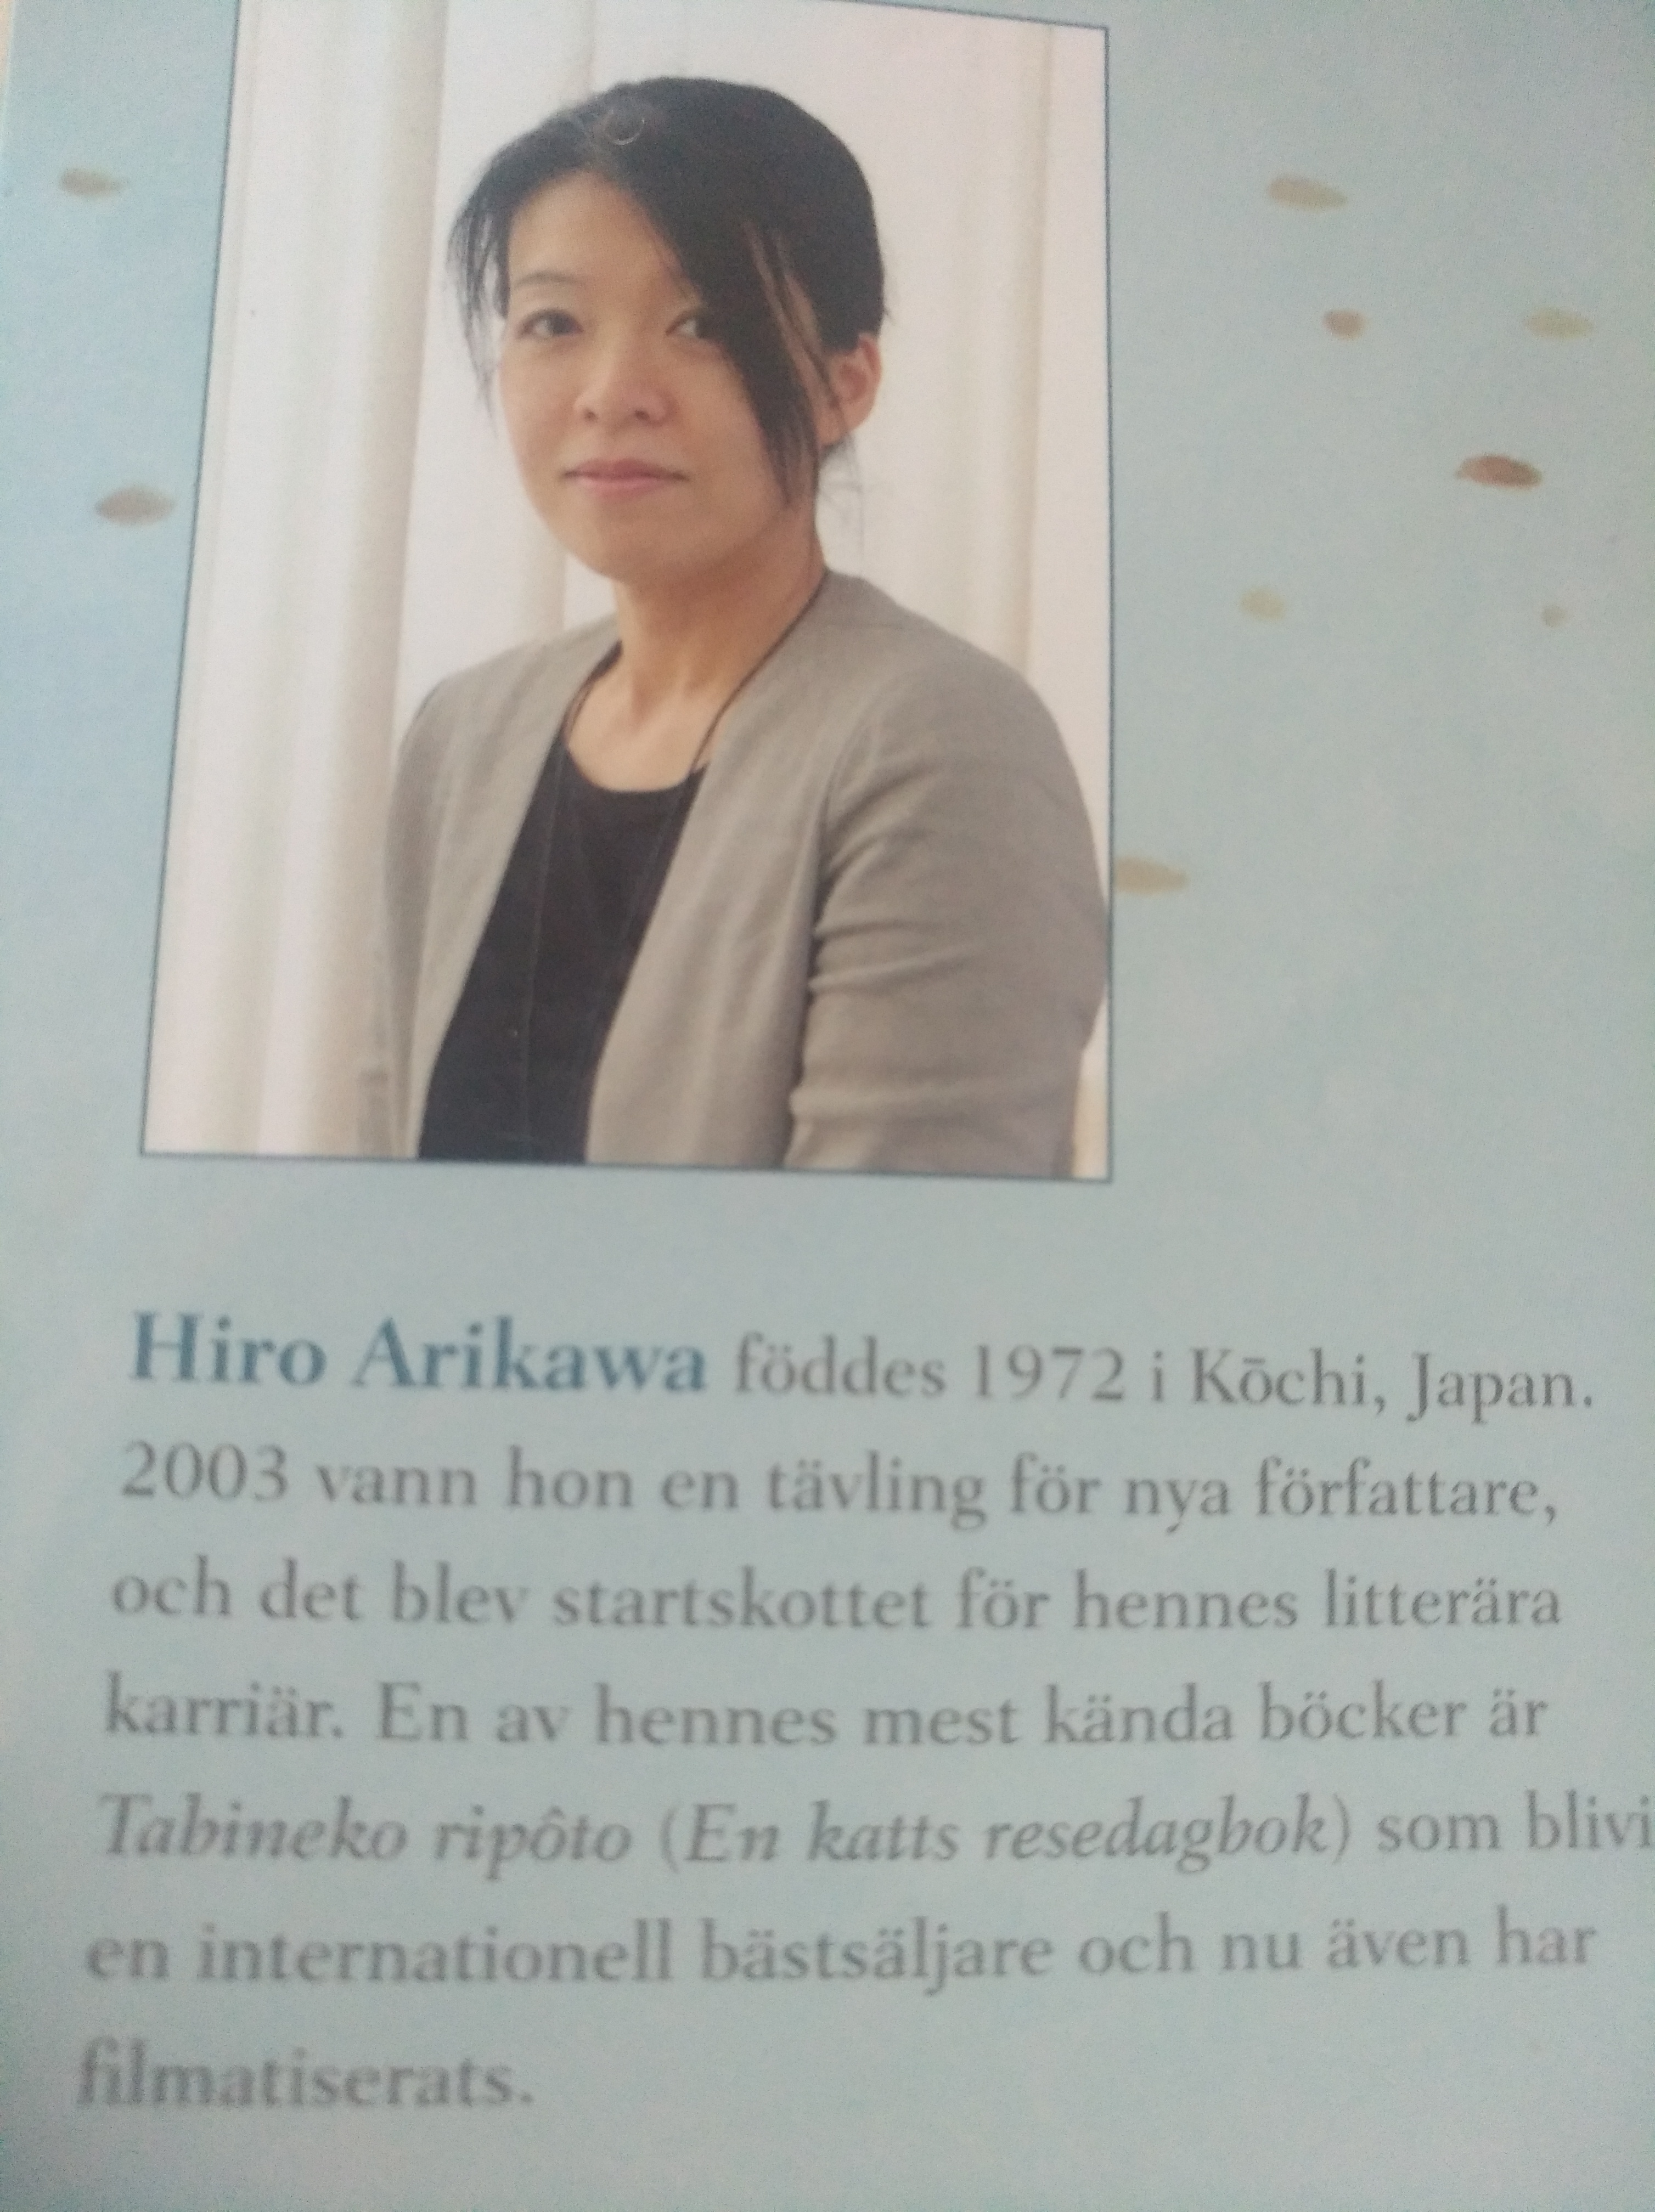 Hiro Arikawa föddes 1972 i Kōchi, Japan.
2003 vann hon en tävling för nya författare,
och det blev startskottet för hennes litterära
karriär. En av hennes mest kända böcker är
Tabineko ripôto (En katts resedagbok) som blivi
en internationell bästsäljare och nu även har
filmatiserats.